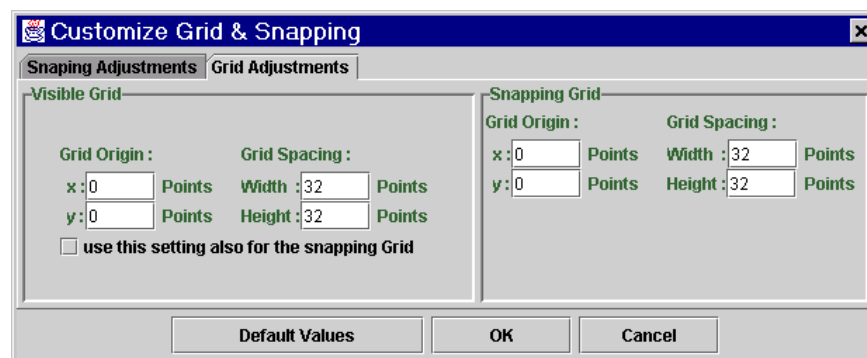 Customize Grid & Snapping
Snaping Adjustments Grid Adjustments
Visible Grid
Grid Origin : Grid Spacing :
x : 0 Points Width : 32 Points
y : 0 Points Height : 32 Points
use this setting also for the snapping Grid
Snapping Grid
Grid Origin : Grid Spacing :
x : 0 Points Width : 32 Points
y : 0 Points Height : 32 Points
Default Values OK Cancel